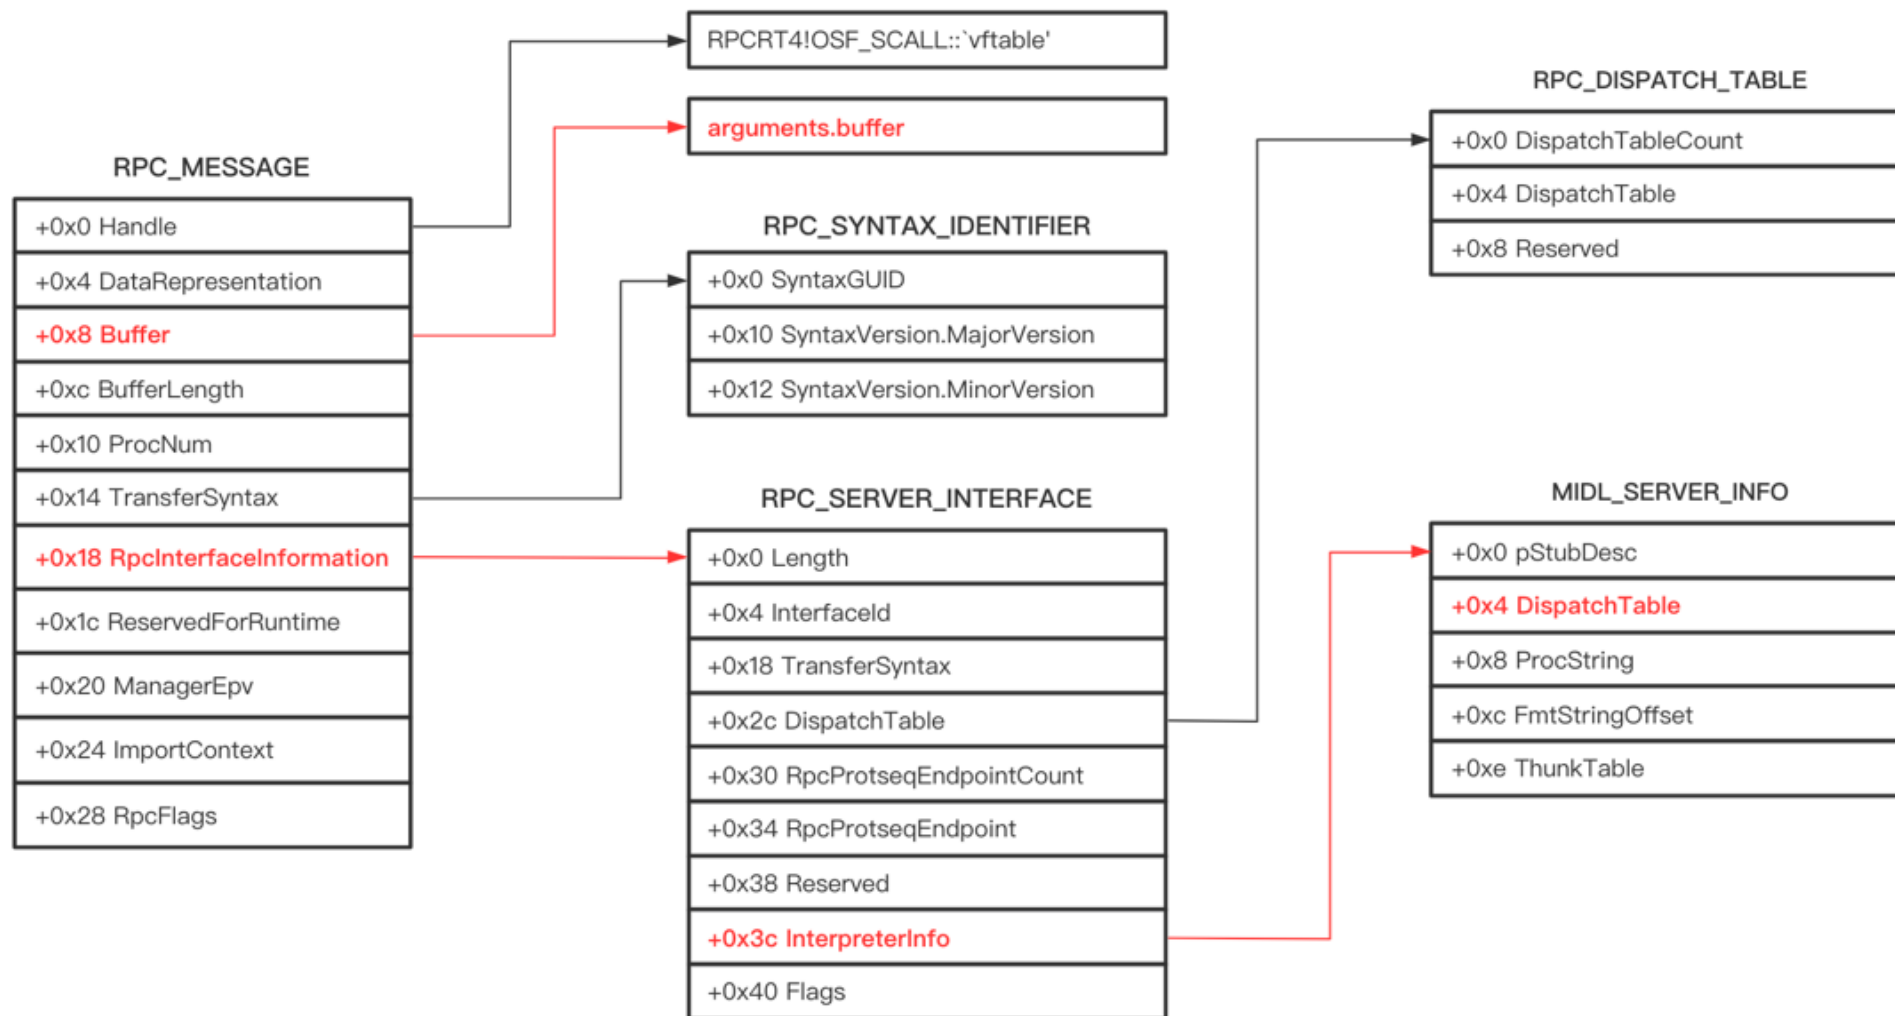 RPC_MESSAGE
+0x0 Handle
+0x4 DataRepresentation
+0x8 Buffer
+0xc BufferLength
+0x10 ProcNum
+0x14 TransferSyntax
+0x18 RpcInterfaceInformation
+0x1c ReservedForRuntime
+0x20 ManagerEpv
+0x24 ImportContext
+0x28 RpcFlags
RPCRT4!OSF_SCALL::`vftable'
arguments.buffer
RPC_SYNTAX_IDENTIFIER
+0x0 SyntaxGUID
+0x10 SyntaxVersion.MajorVersion
+0x12 SyntaxVersion.MinorVersion
RPC_SERVER_INTERFACE
+0x0 Length
+0x4 InterfaceId
+0x18 TransferSyntax
+0x2c DispatchTable
+0x30 RpcProtseqEndpointCount
+0x34 RpcProtseqEndpoint
+0x38 Reserved
+0x3c InterpreterInfo
+0x40 Flags
RPC_DISPATCH_TABLE
+0x0 DispatchTableCount
+0x4 DispatchTable
+0x8 Reserved
MIDL_SERVER_INFO
+0x0 pStubDesc
+0x4 DispatchTable
+0x8 ProcString
+0xc FmtStringOffset
+0xe ThunkTable